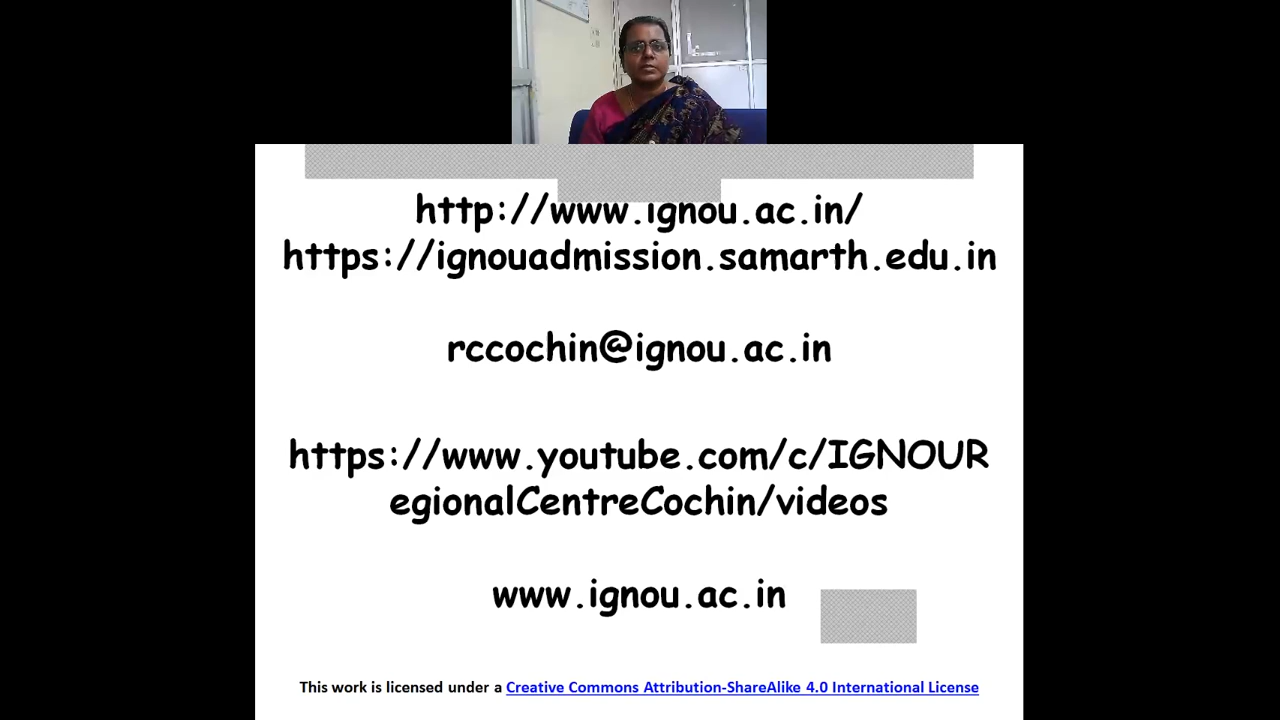 http://www.ignou.ac.in/
https://ignouadmission.samarth.edu.in
rccochin@ignou.ac.in
https://www.youtube.com/c/IGNOUR
egionalCentreCochin/videos
www.ignou.ac.in
This work is licensed under a Creative Commons Attribution-ShareAlike 4.0 International License